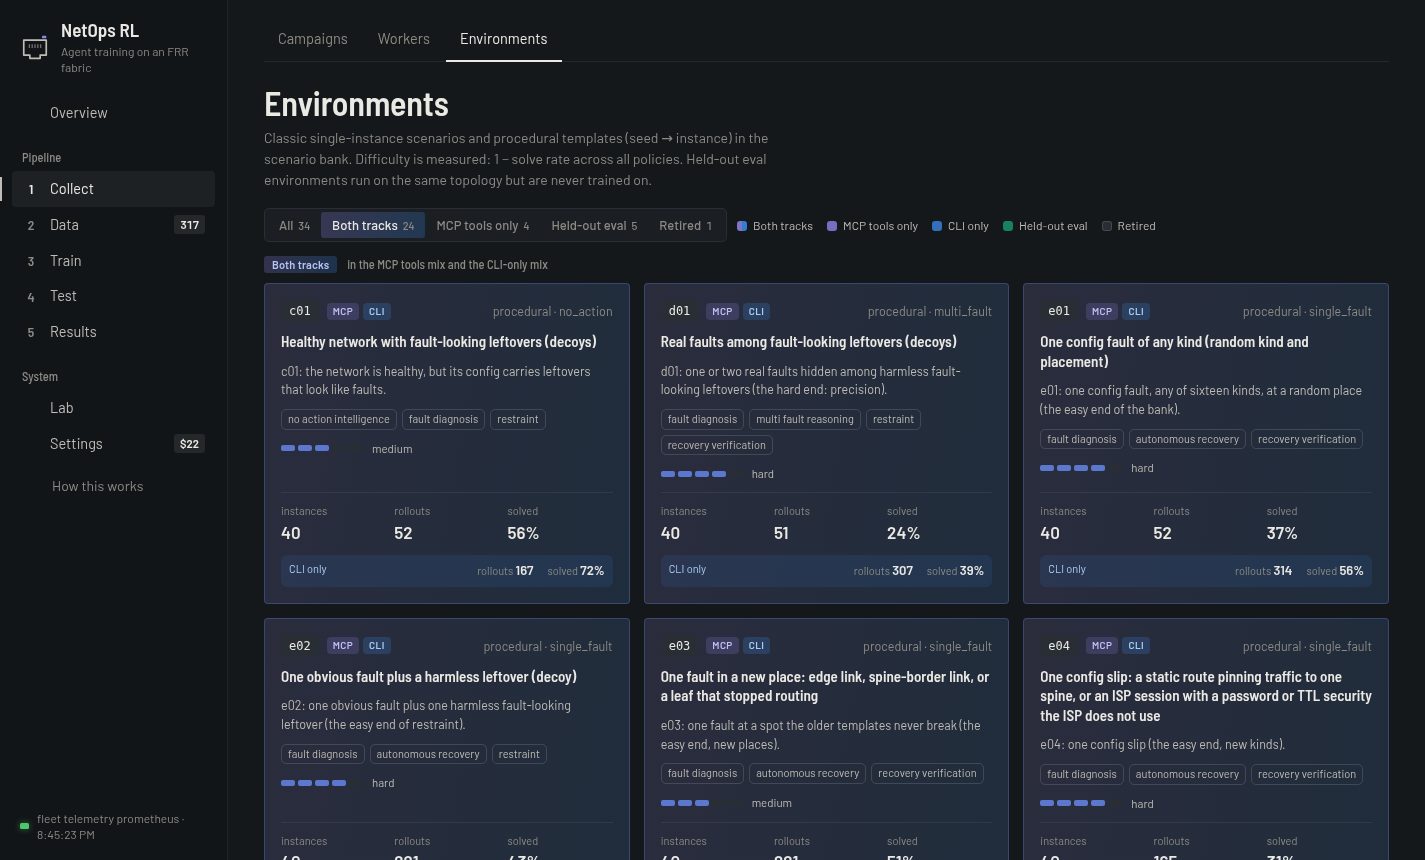 NetOps RL
Agent training on an FRR
fabric
Overview
Pipeline
1 Collect
2 Data 317
3 Train
4 Test
5 Results
System
Lab
Settings $22
How this works
fleet telemetry prometheus ·
8:45:23 PM
Campaigns Workers Environments
Environments
Classic single-instance scenarios and procedural templates (seed → instance) in the
scenario bank. Difficulty is measured: 1 − solve rate across all policies. Held-out eval
environments run on the same topology but are never trained on.
All 34 Both tracks 24 MCP tools only 4 Held-out eval 5 Retired 1 Both tracks MCP tools only CLI only Held-out eval Retired
Both tracks in the MCP tools mix and the CLI-only mix
c01 MCP CLI procedural · no_action
Healthy network with fault-looking leftovers (decoys)
c01: the network is healthy, but its config carries leftovers
that look like faults.
no action intelligence fault diagnosis restraint
medium
instances rollouts solved
40 52 56%
CLI only rollouts 167 solved 72%
d01 MCP CLI procedural · multi_fault
Real faults among fault-looking leftovers (decoys)
d01: one or two real faults hidden among harmless fault-
looking leftovers (the hard end: precision).
fault diagnosis multi fault reasoning restraint
recovery verification
hard
instances rollouts solved
40 51 24%
CLI only rollouts 307 solved 39%
e01 MCP CLI procedural · single_fault
One config fault of any kind (random kind and
placement)
e01: one config fault, any of sixteen kinds, at a random place
(the easy end of the bank).
fault diagnosis autonomous recovery recovery verification
hard
instances rollouts solved
40 52 37%
CLI only rollouts 314 solved 56%
e02 MCP CLI procedural · single_fault
One obvious fault plus a harmless leftover (decoy)
e02: one obvious fault plus one harmless fault-looking
leftover (the easy end of restraint).
fault diagnosis autonomous recovery restraint
hard
instances rollouts solved
e03 MCP CLI procedural · single_fault
One fault in a new place: edge link, spine-border link, or
a leaf that stopped routing
e03: one fault at a spot the older templates never break (the
easy end, new places).
fault diagnosis autonomous recovery recovery verification
medium
instances rollouts solved
e04 MCP CLI procedural · single_fault
One config slip: a static route pinning traffic to one
spine, or an ISP session with a password or TTL security
the ISP does not use
e04: one config slip (the easy end, new kinds).
fault diagnosis autonomous recovery recovery verification
hard
instances rollouts solved